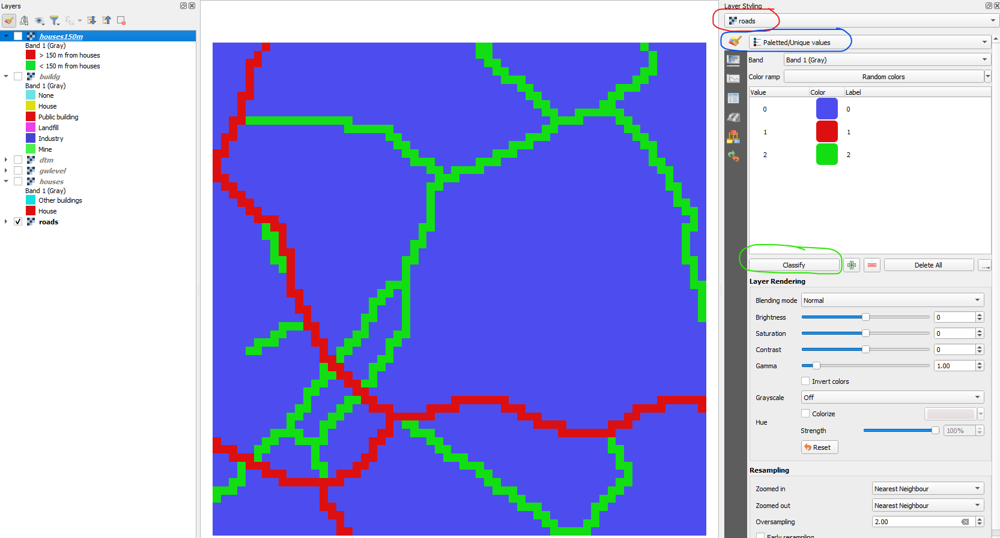 Layers
houses150m
Band 1 (Gray)
> 150 m from houses
< 150 m from houses
buildg
Band 1 (Gray)
None
House
Public building
Landfill
Industry
Mine
dtm
gwlevel
houses
Band 1 (Gray)
Other buildings
House
roads
Layer Styling
roads
Paletted/Unique values
Band Band 1 (Gray)
Color ramp Random colors
Value Color Label
0 0
1 1
2 2
Classify Delete All ...
Layer Rendering
Blending mode Normal
Brightness 0
Saturation 0
Contrast 0
Gamma 1.00
Invert colors
Grayscale Off
Colorize
Hue
Strength 100%
Reset
Resampling
Zoomed in Nearest Neighbour
Zoomed out Nearest Neighbour
Oversampling 2.00
Early resampling